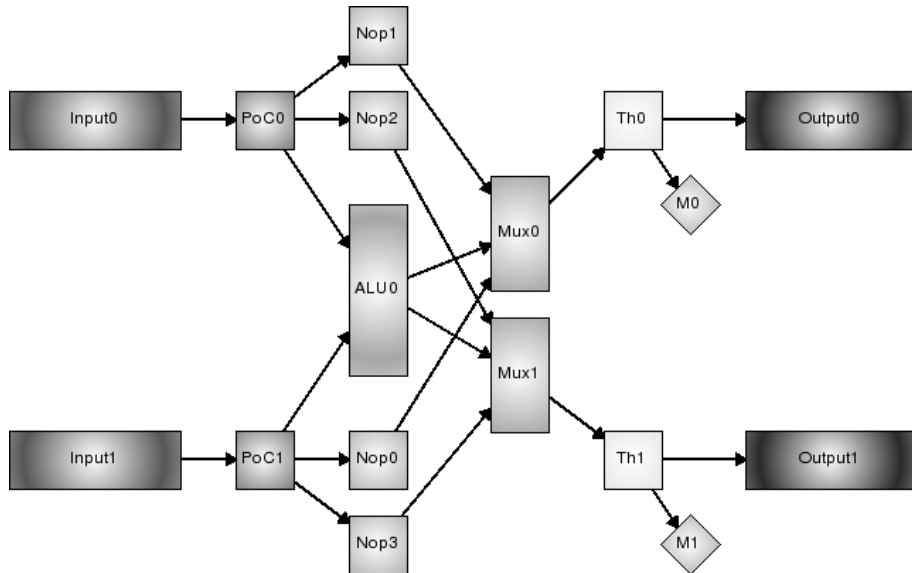 Nop1
Input0
PoC0
Nop2
Th0
Output0
M0
Mux0
ALU0
Mux1
Input1
PoC1
Nop0
Th1
Output1
Nop3
M1